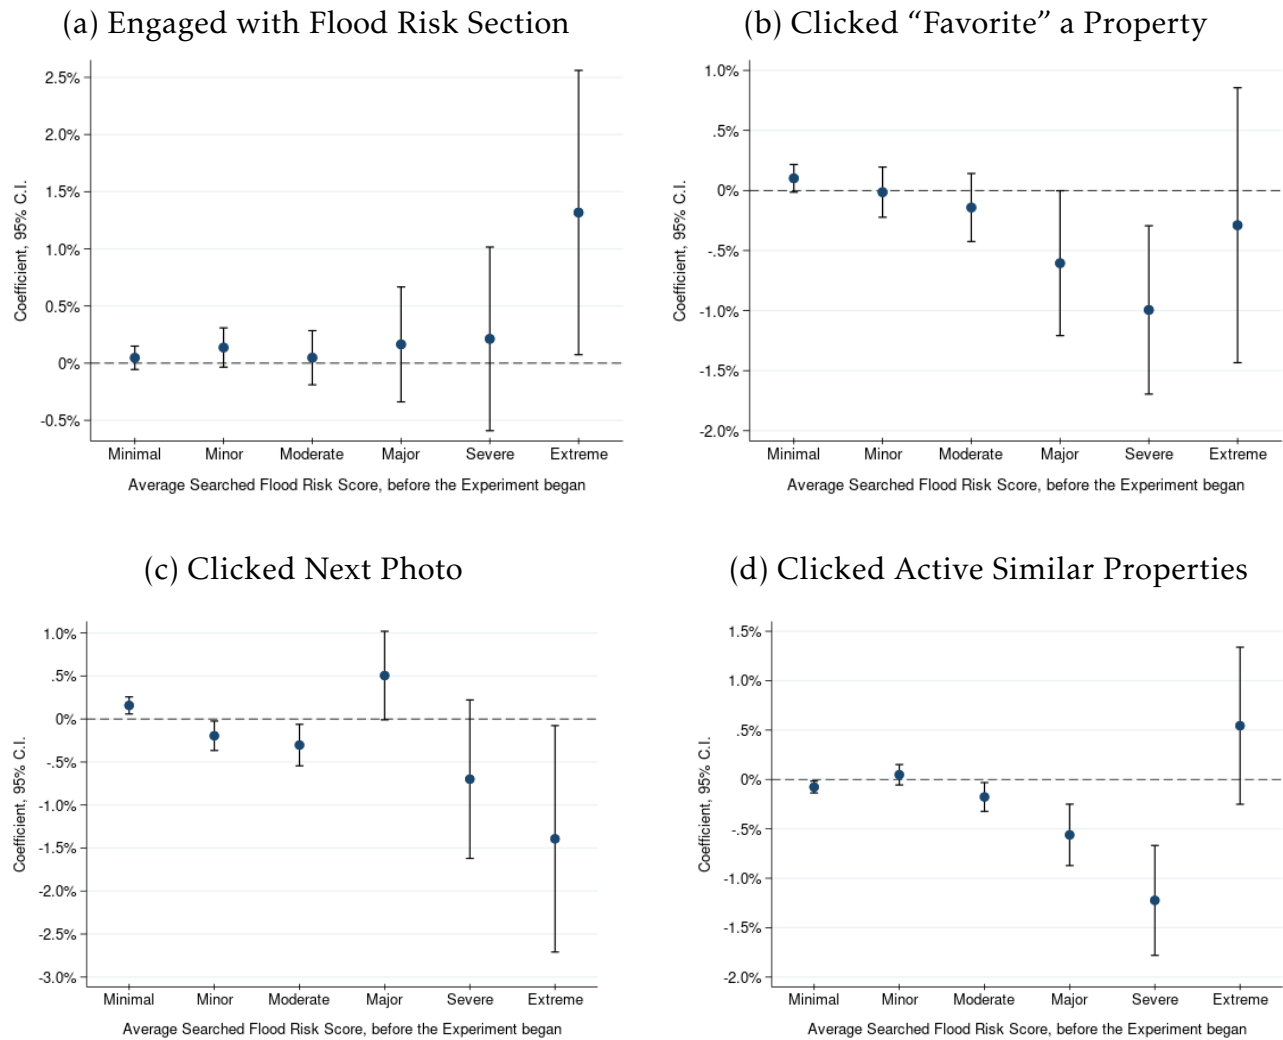 (a) Engaged with Flood Risk Section
2.5%
2.0%
1.5%
1.0%
0.5%
0%
-0.5%
Coefficient, 95% C.I.
Minimal Minor Moderate Major Severe Extreme
Average Searched Flood Risk Score, before the Experiment began
(b) Clicked “Favorite” a Property
1.0%
.5%
0%
-.5%
-1.0%
-1.5%
-2.0%
Coefficient, 95% C.I.
Minimal Minor Moderate Major Severe Extreme
Average Searched Flood Risk Score, before the Experiment began
(c) Clicked Next Photo
1.0%
.5%
0%
-.5%
-1.0%
-1.5%
-2.0%
-2.5%
-3.0%
Coefficient, 95% C.I.
Minimal Minor Moderate Major Severe Extreme
Average Searched Flood Risk Score, before the Experiment began
(d) Clicked Active Similar Properties
1.5%
1.0%
.5%
0%
-.5%
-1.0%
-1.5%
-2.0%
Coefficient, 95% C.I.
Minimal Minor Moderate Major Severe Extreme
Average Searched Flood Risk Score, before the Experiment began